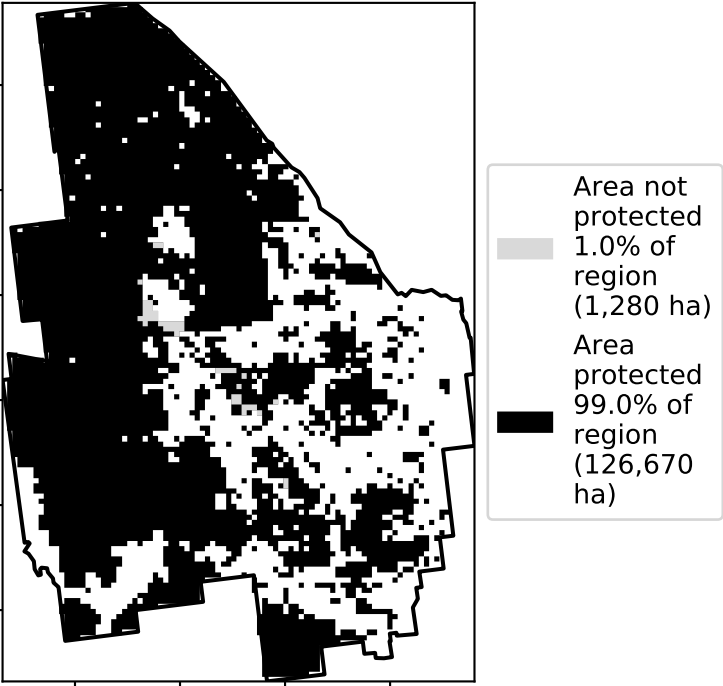 Area not
protected
1.0% of
region
(1,280 ha)
Area
protected
99.0% of
region
(126,670
ha)